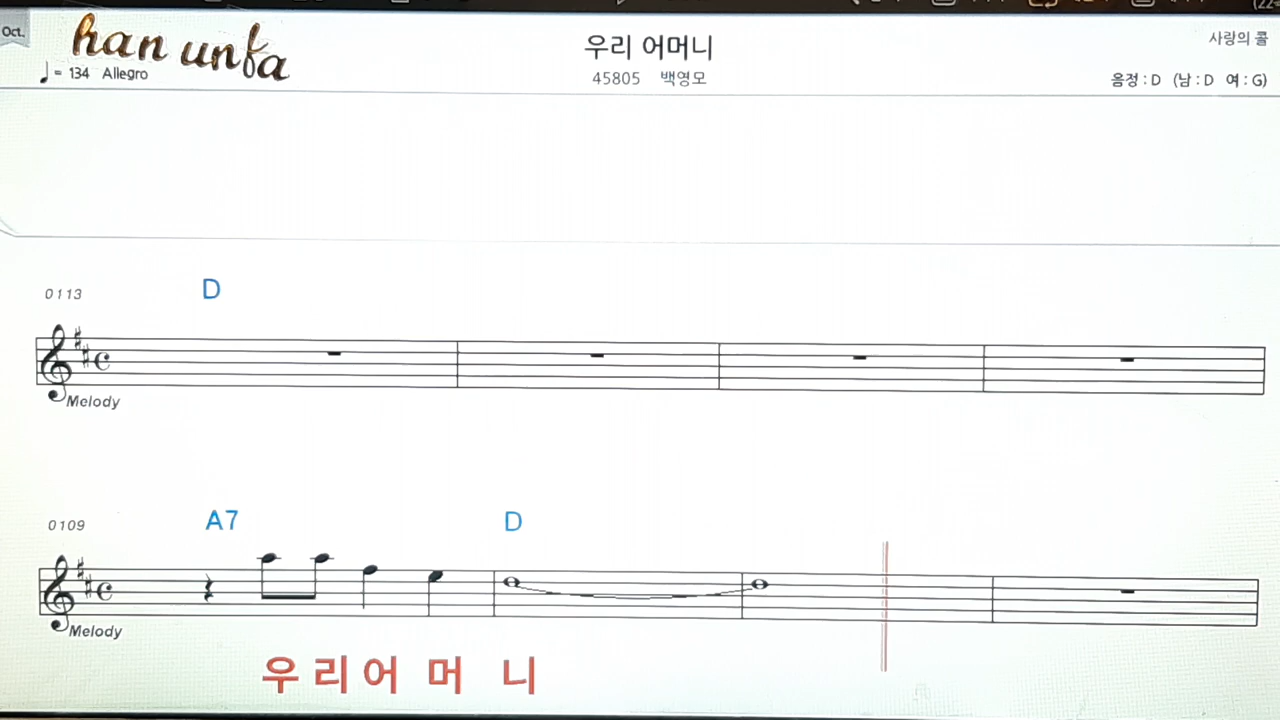 Oct.
han unfa
♩= 134 Allegro
우리 어머니
45805 백영모
사랑의 콜
음정 : D (남 : D 여 : G)
0113
D
Melody
0109
A7 D
Melody
우 리 어 머 니